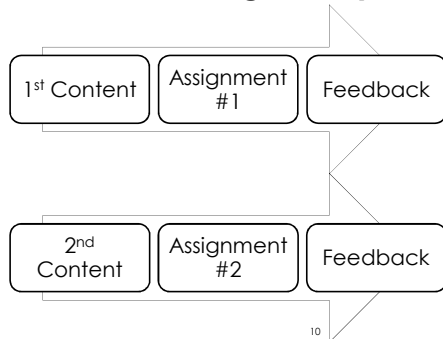 1st Content
Assignment
#1
Feedback
2nd
Content
Assignment
#2
Feedback
10